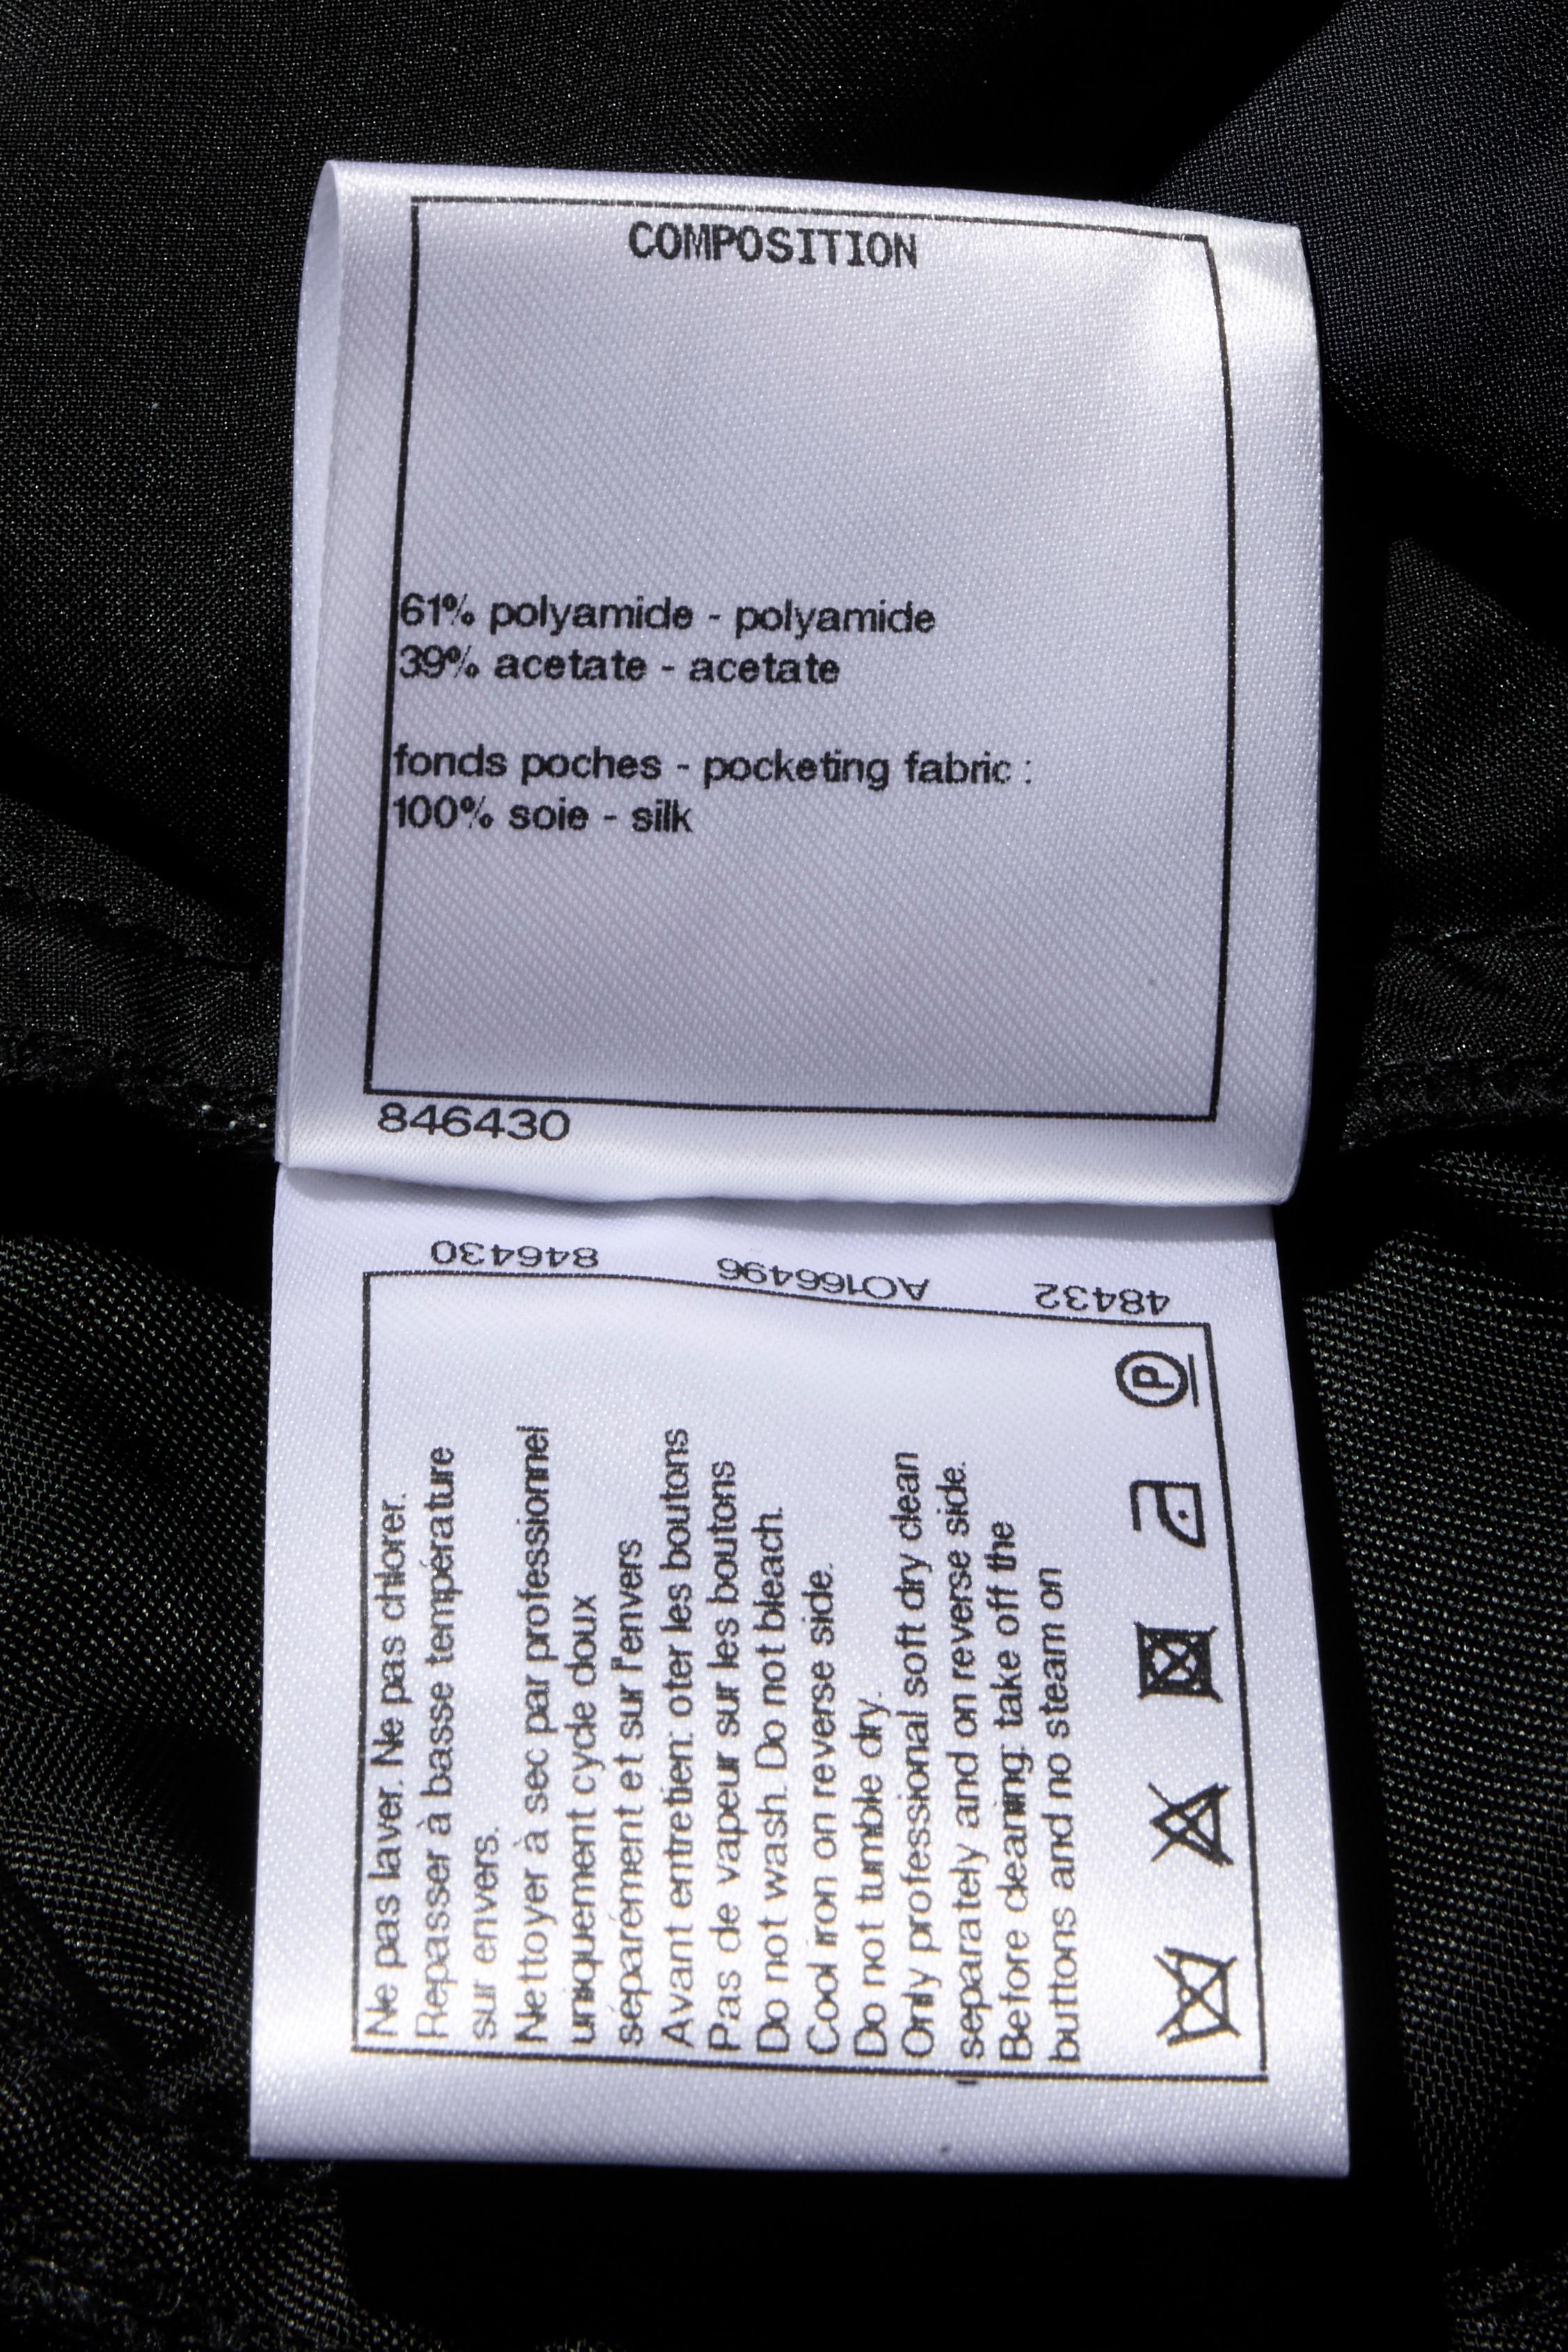 COMPOSITION
61% polyamide - polyamide
39% acetate - acetate
fonds poches - pocketing fabric :
100% soie - silk
846430
48432 AO166496 846430
Ne pas laver. Ne pas chlorer.
Repasser à basse température
sur envers.
Nettoyer à sec par professionnel
uniquement cycle doux
séparément et sur l'envers
Avant entretien: oter les boutons
Pas de vapeur sur les boutons
Do not wash. Do not bleach.
Cool iron on reverse side.
Do not tumble dry.
Only professional soft dry clean
separately and on reverse side.
Before cleaning: take off the
buttons and no steam on
P